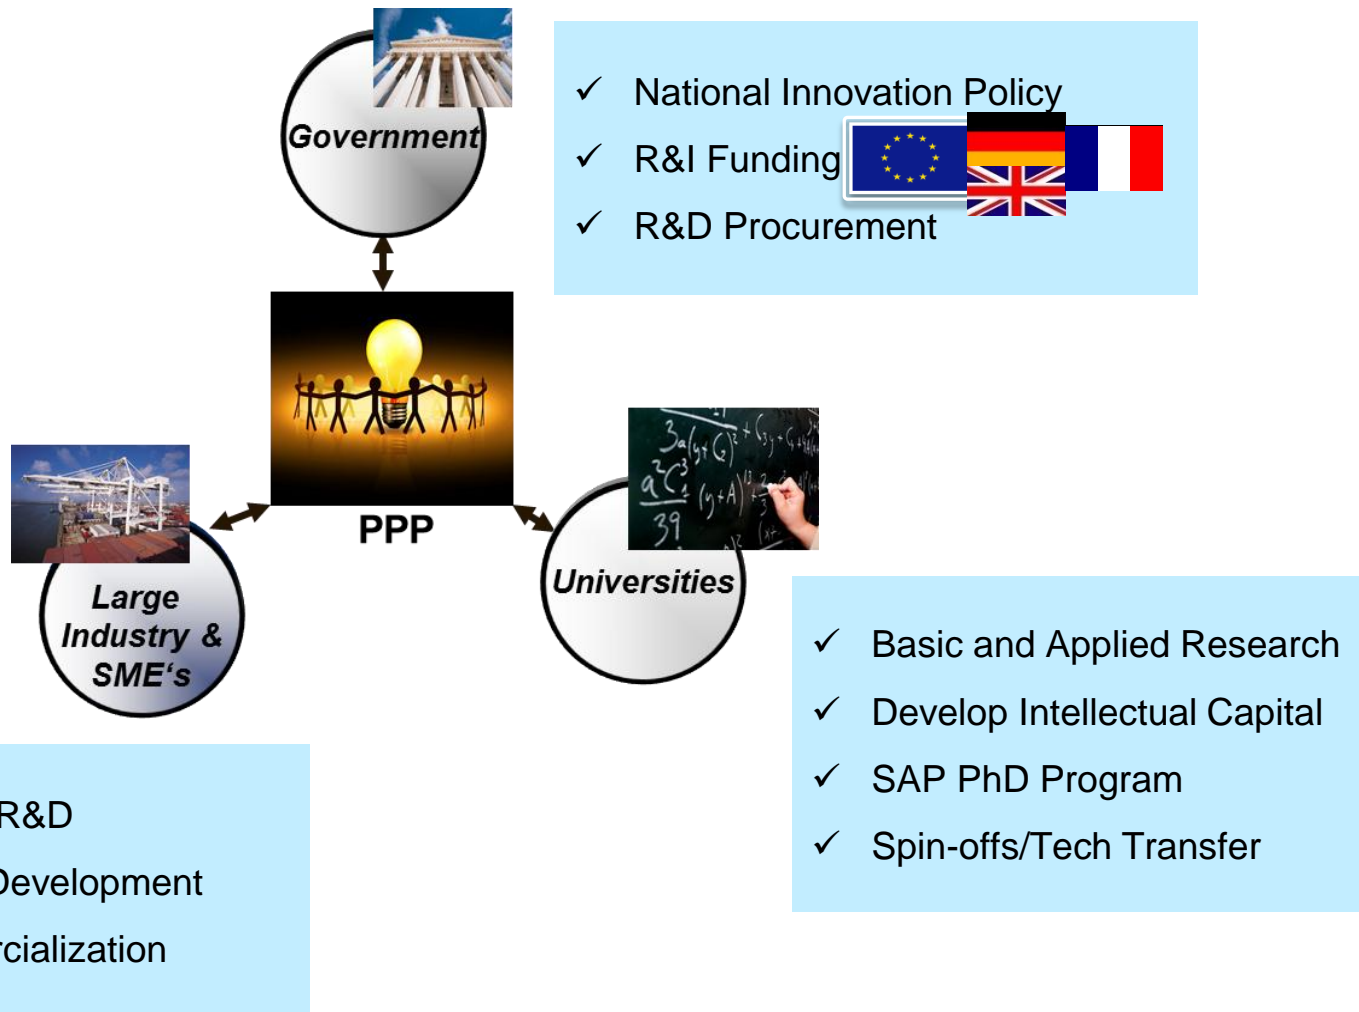 Government
✓ National Innovation Policy
✓ R&I Funding
✓ R&D Procurement
PPP
Large
Industry &
SME‘s
Universities
✓ Basic and Applied Research
✓ Develop Intellectual Capital
✓ SAP PhD Program
✓ Spin-offs/Tech Transfer
R&D
Development
rcialization